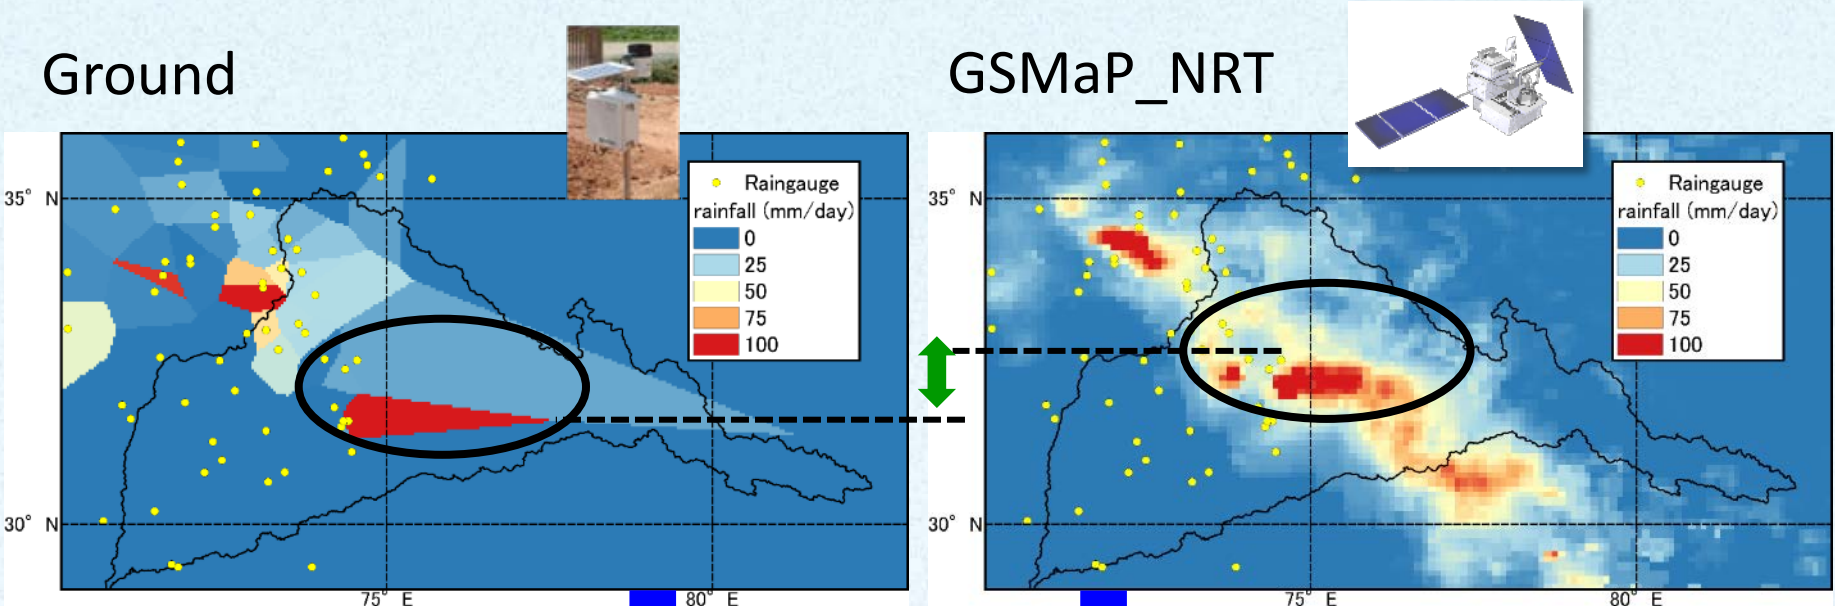 Ground
GSMaP_NRT
35° N
30° N
75° E
80° E
Raingauge
rainfall (mm/day)
0
25
50
75
100
35° N
30° N
75° E
80° E
Raingauge
rainfall (mm/day)
0
25
50
75
100